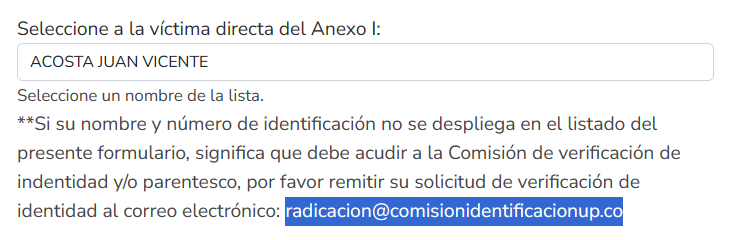 Seleccione a la víctima directa del Anexo I:
ACOSTA JUAN VICENTE
Seleccione un nombre de la lista.
**Si su nombre y número de identificación no se despliega en el listado del
presente formulario, significa que debe acudir a la Comisión de verificación de
indentidad y/o parentesco, por favor remitir su solicitud de verificación de
identidad al correo electrónico: radicacion@comisionidentificacionup.co